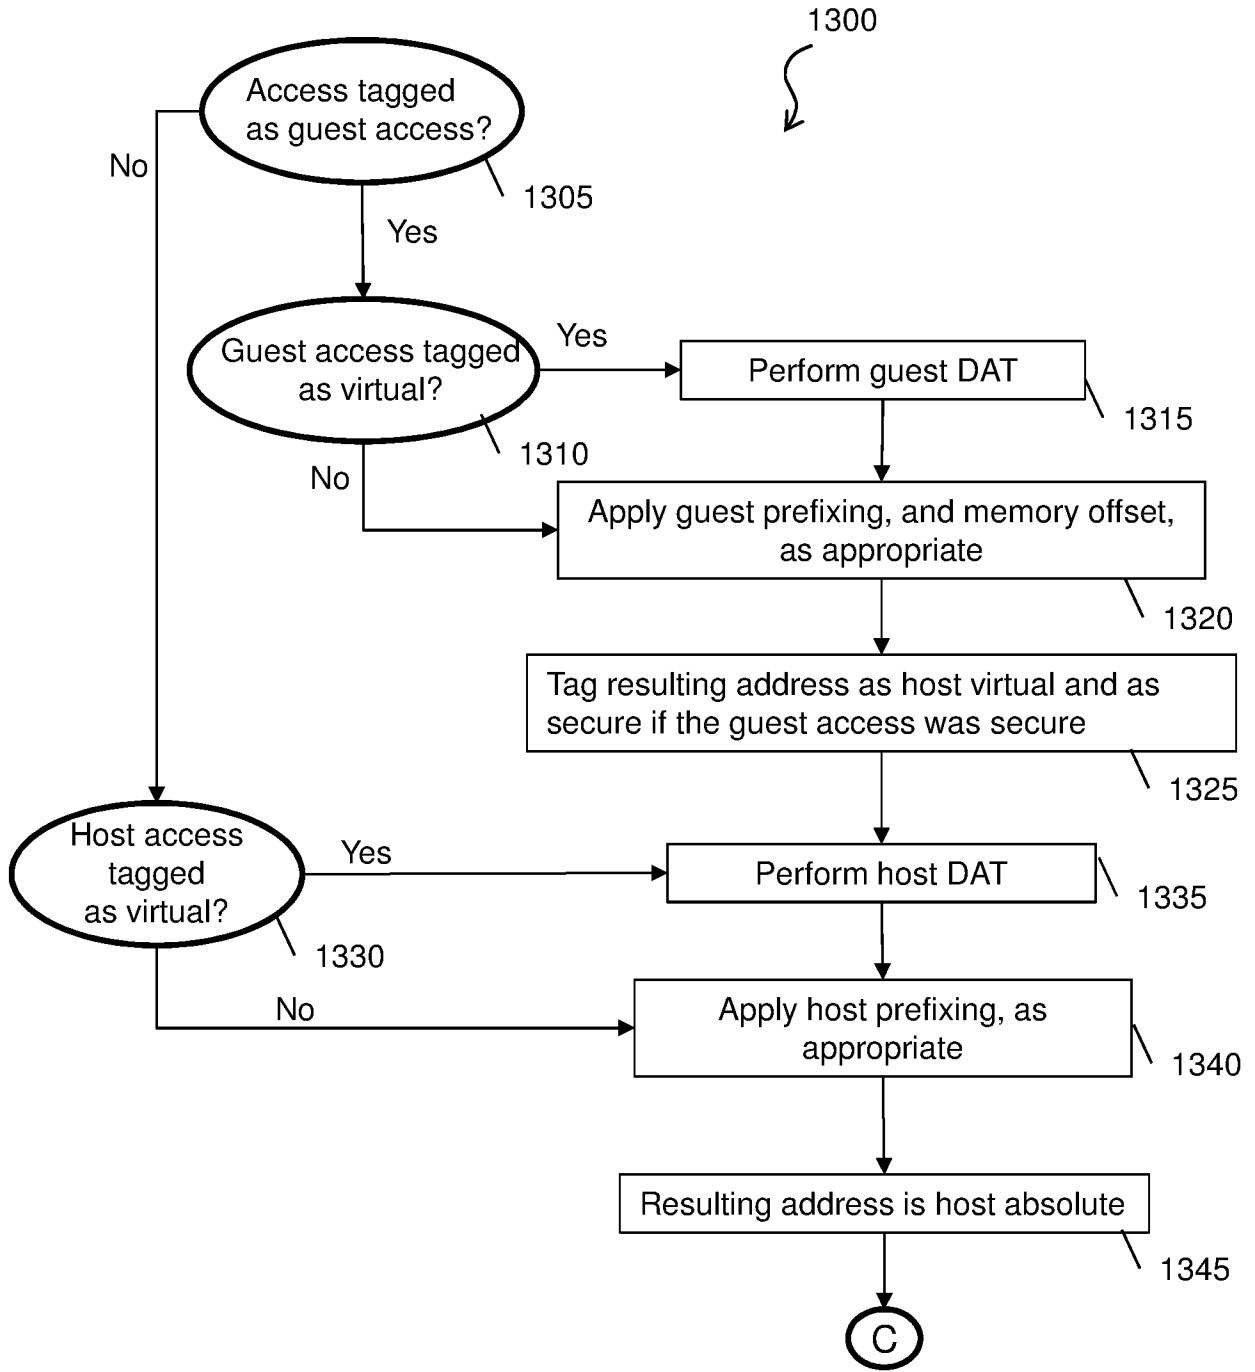 1300
Access tagged
as guest access?
No
1305
Yes
Guest access tagged
as virtual?
Yes
Perform guest DAT
1315
1310
No
Apply guest prefixing, and memory offset,
as appropriate
1320
Tag resulting address as host virtual and as
secure if the guest access was secure
1325
Host access
tagged
as virtual?
Yes
Perform host DAT
1335
1330
No
Apply host prefixing, as
appropriate
1340
Resulting address is host absolute
1345
C